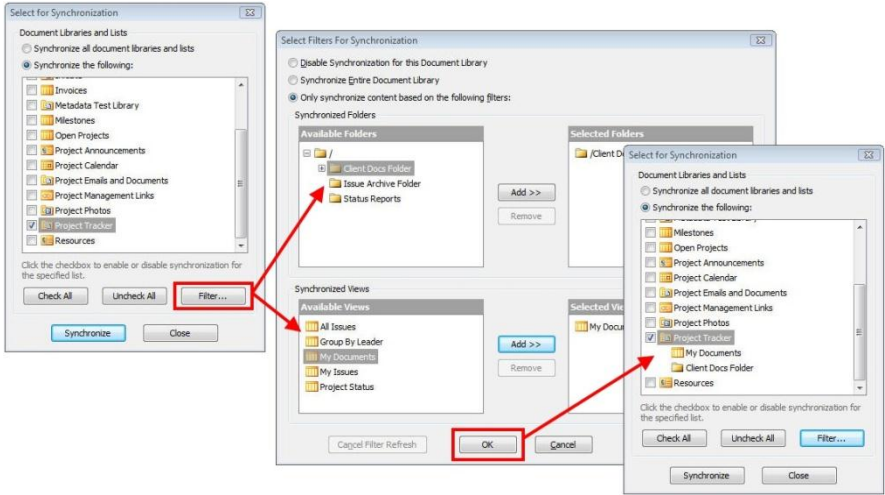 Select for Synchronization
Document Libraries and Lists
Synchronize all document libraries and lists
Synchronize the following:
Invoices
Metadata Test Library
Milestones
Open Projects
Project Announcements
Project Calendar
Project Emails and Documents
Project Management Links
Project Photos
Project Tracker
Resources
Click the checkbox to enable or disable synchronization for
the specified list.
Check All
Uncheck All
Filter...
Synchronize
Close
Select Filters For Synchronization
Disable Synchronization for this Document Library
Synchronize Entire Document Library
Only synchronize content based on the following filters:
Synchronized Folders
Available Folders
/
Client Docs Folder
Issue Archive Folder
Status Reports
Add >>
Remove
Selected Folders
/Client D
Synchronized Views
Available Views
All Issues
Group By Leader
My Documents
My Issues
Project Status
Add >>
Remove
Selected Vie
My Docu
Cancel Filter Refresh
OK
Cancel
Select for Synchronization
Document Libraries and Lists
Synchronize all document libraries and lists
Synchronize the following:
Milestones
Open Projects
Project Announcements
Project Calendar
Project Emails and Documents
Project Management Links
Project Photos
Project Tracker
My Documents
Client Docs Folder
Resources
Click the checkbox to enable or disable synchronization for
the specified list.
Check All
Uncheck All
Filter...
Synchronize
Close